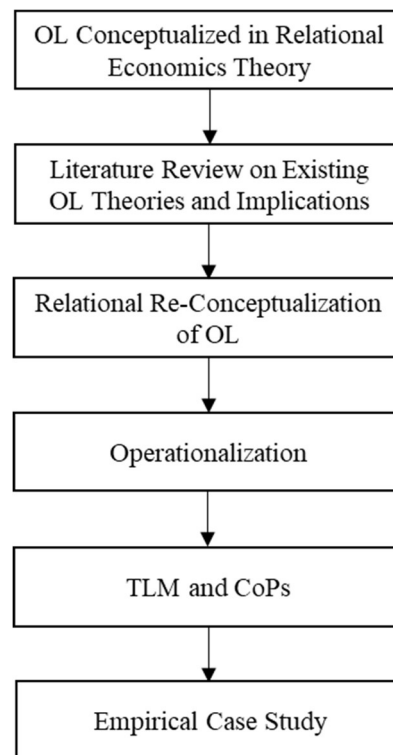 OL Conceptualized in Relational
Economics Theory
Literature Review on Existing
OL Theories and Implications
Relational Re-Conceptualization
of OL
Operationalization
TLM and CoPs
Empirical Case Study